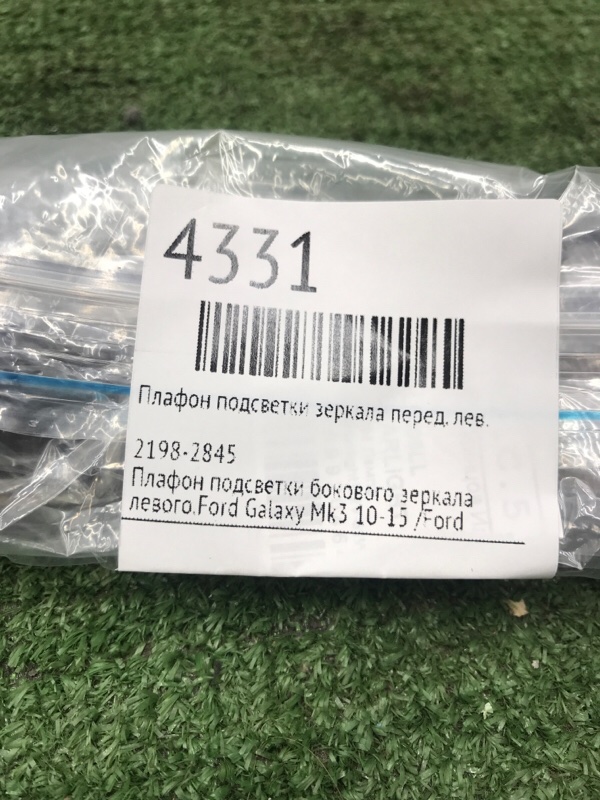 4331
Плафон подсветки зеркала перед. лев.
2198-2845
Плафон подсветки бокового зеркала
левого.Ford Galaxy Mk3 10-15 /Ford